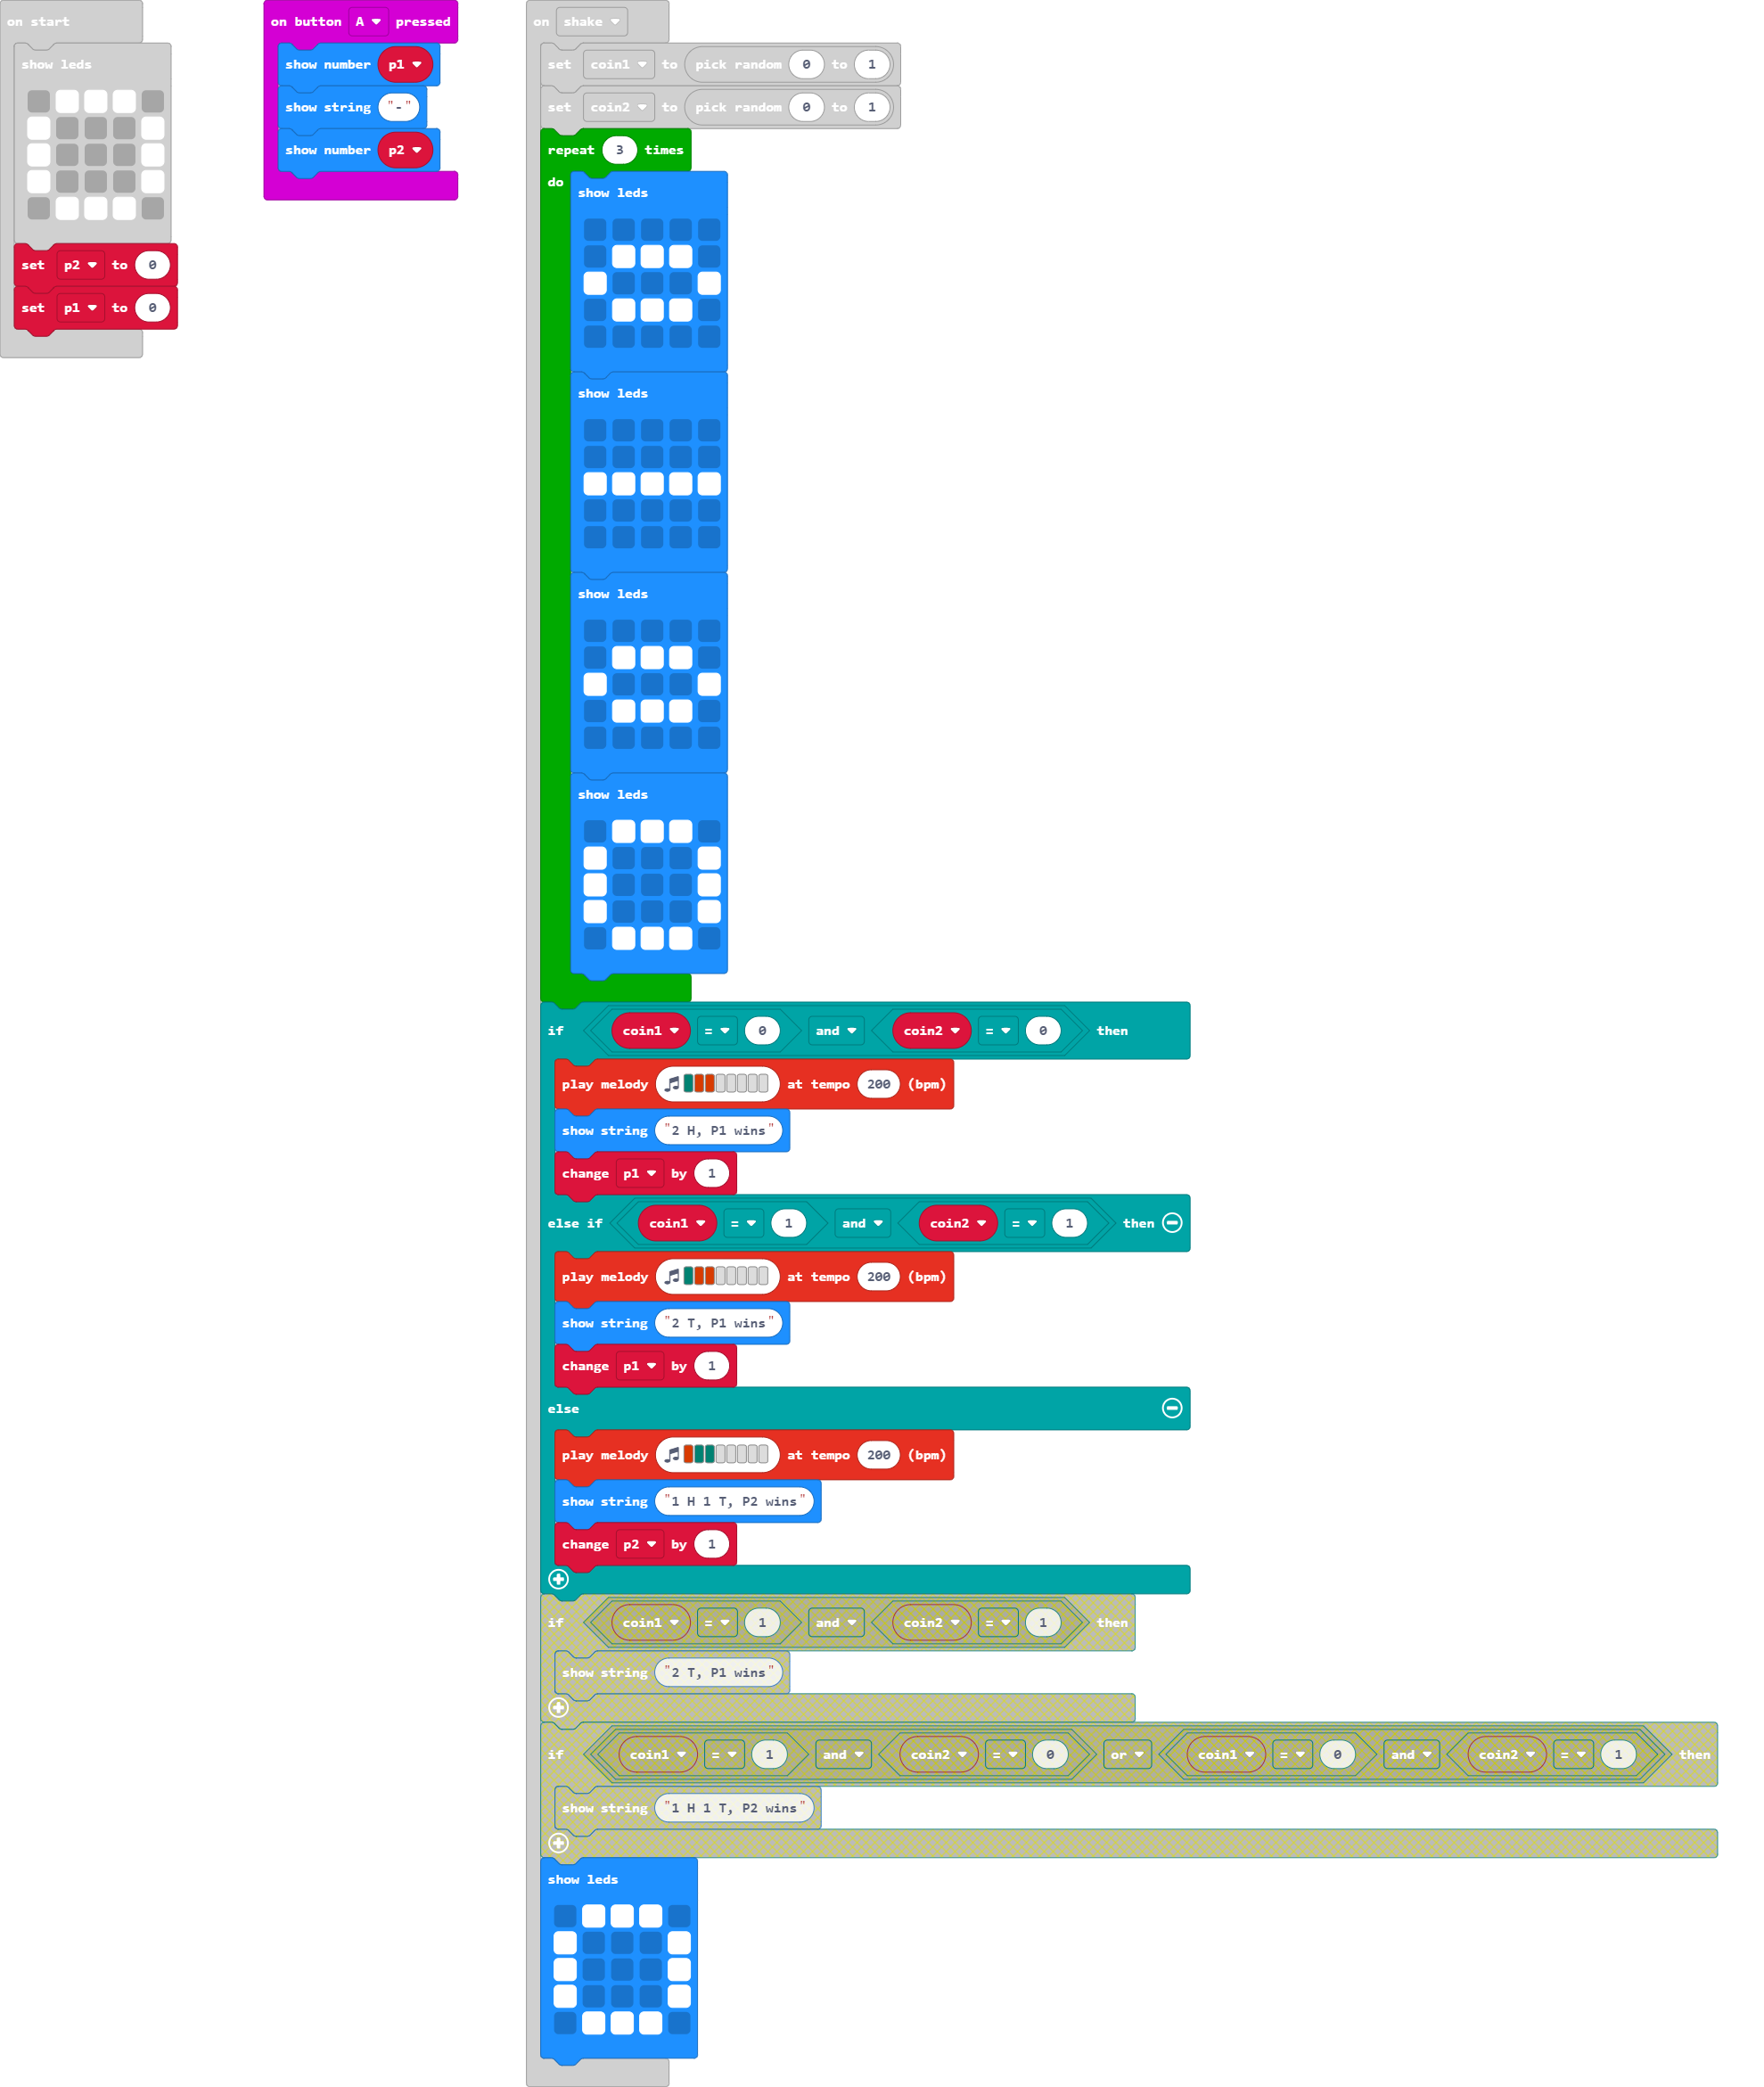 on start
show leds
set p2 to 0
set p1 to 0
on button A pressed
show number p1
show string "-"
show number p2
on shake
set coin1 to pick random 0 to 1
set coin2 to pick random 0 to 1
repeat 3 times
do
show leds
show leds
show leds
show leds
if coin1 = 0 and coin2 = 0 then
play melody at tempo 200 (bpm)
show string "2 H, P1 wins"
change p1 by 1
else if coin1 = 1 and coin2 = 1 then
play melody at tempo 200 (bpm)
show string "2 T, P1 wins"
change p1 by 1
else
play melody at tempo 200 (bpm)
show string "1 H 1 T, P2 wins"
change p2 by 1
if coin1 = 1 and coin2 = 1 then
show string "2 T, P1 wins"
if coin1 = 1 and coin2 = 0 or coin1 = 0 and coin2 = 1 then
show string "1 H 1 T, P2 wins"
show leds